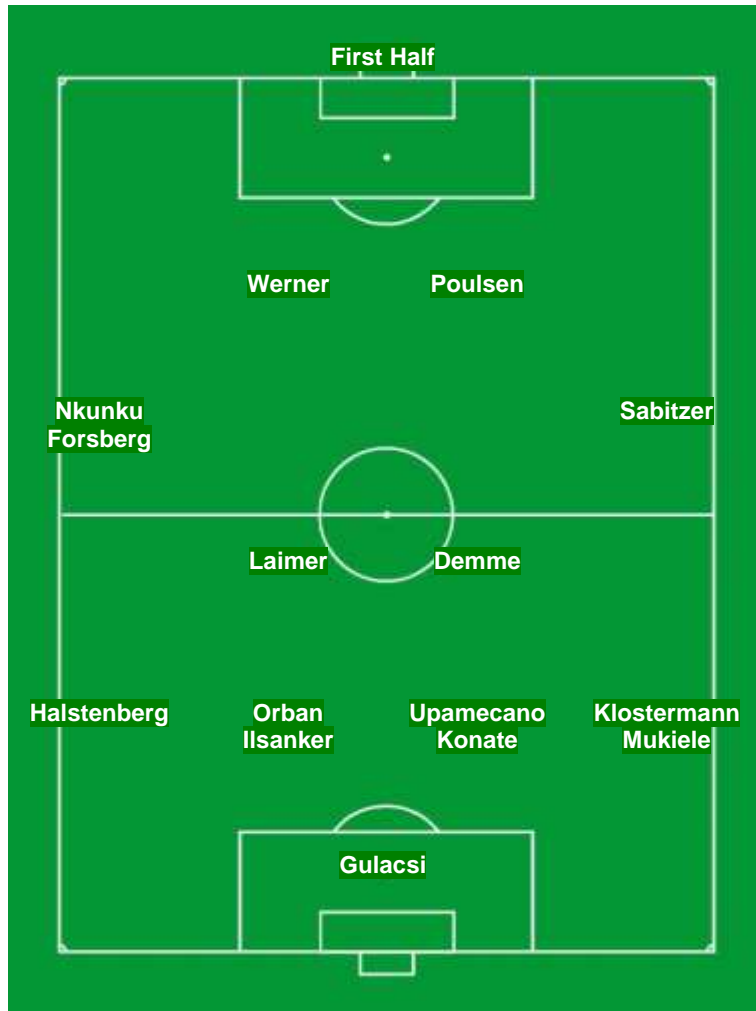 First Half
Werner Poulsen
Nkunku Sabitzer
Forsberg
Laimer Demme
Halstenberg Orban Upamecano Klostermann
Ilsanker Konate Mukiele
Gulacsi